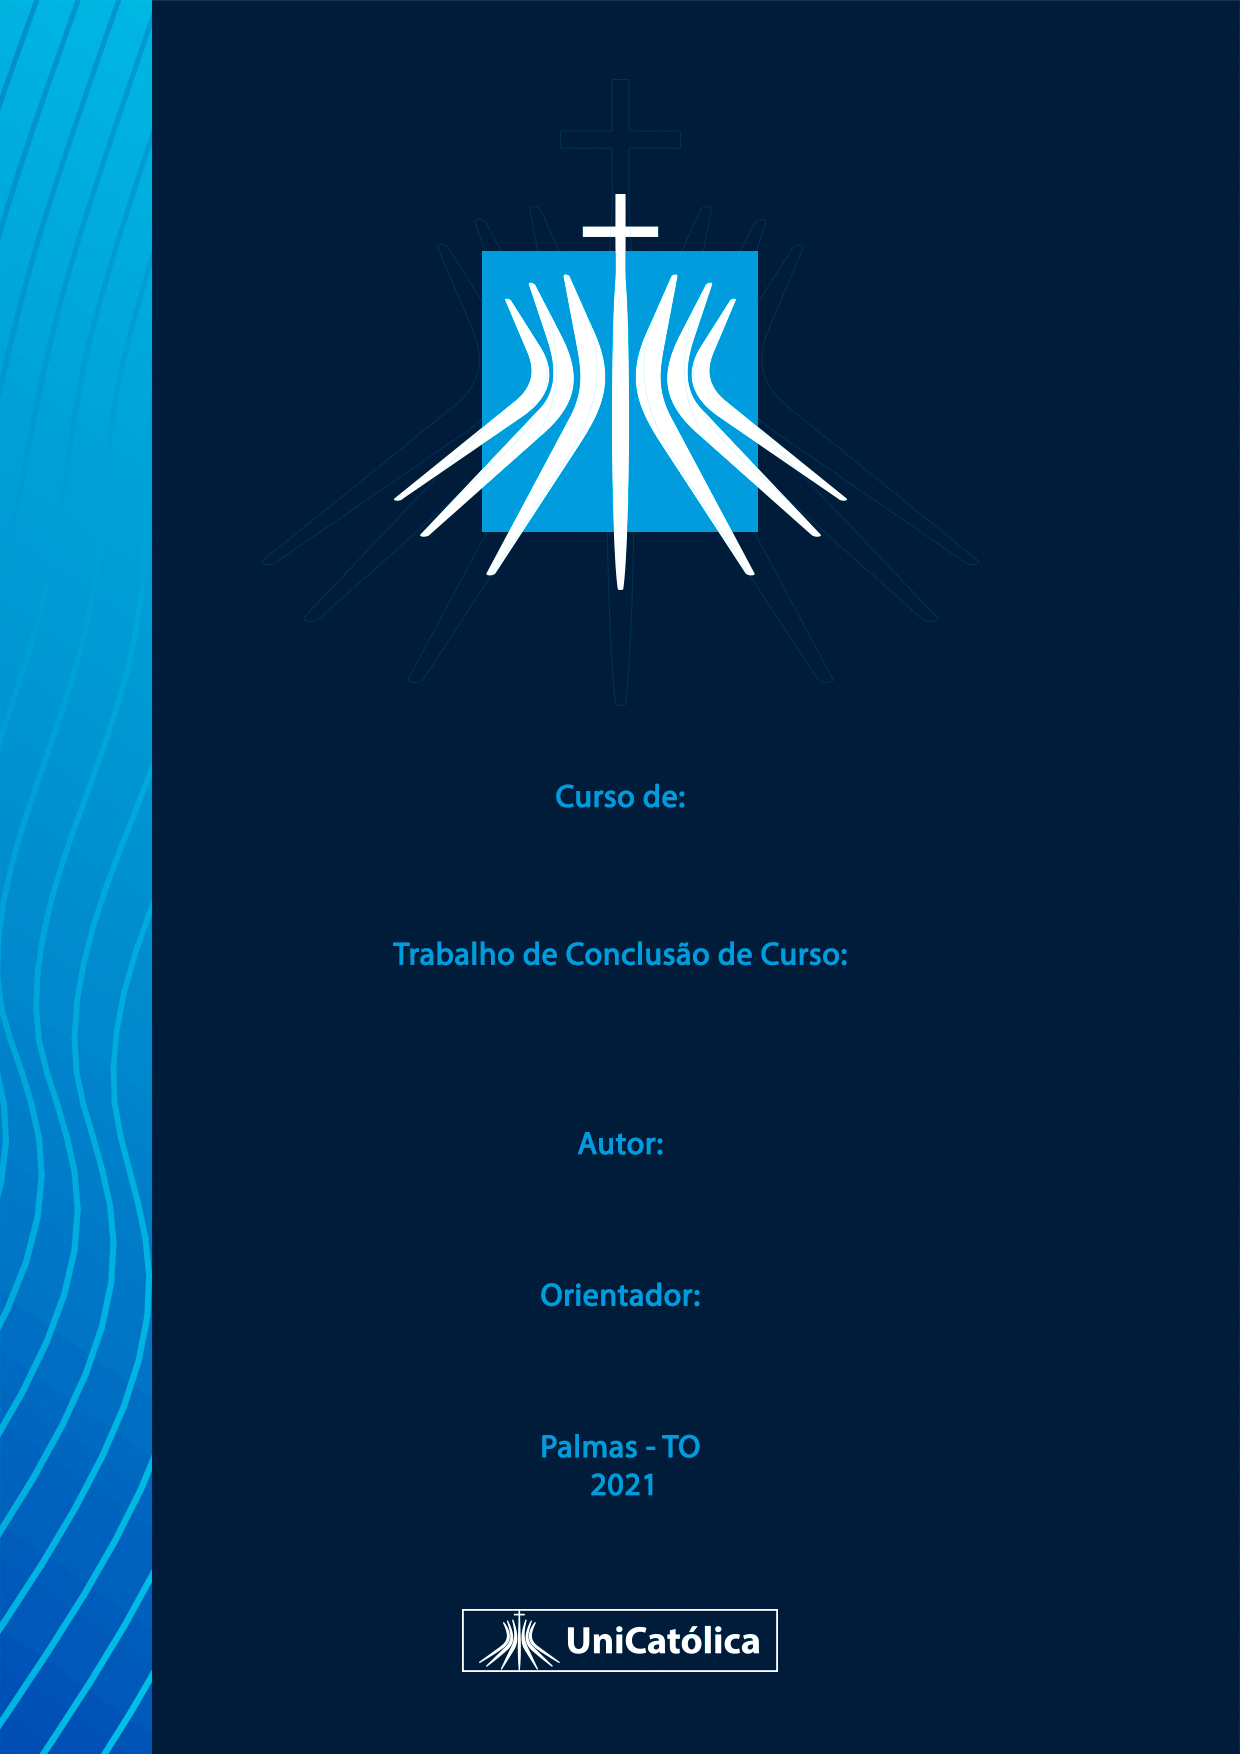 Curso de:
Trabalho de Conclusão de Curso:
Autor:
Orientador:
Palmas - TO
2021
UniCatólica